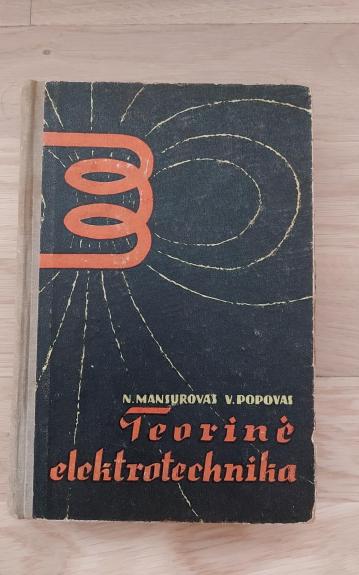 N. MANSUROVAS V. POPOVAS
Teorinė
elektrotechnika